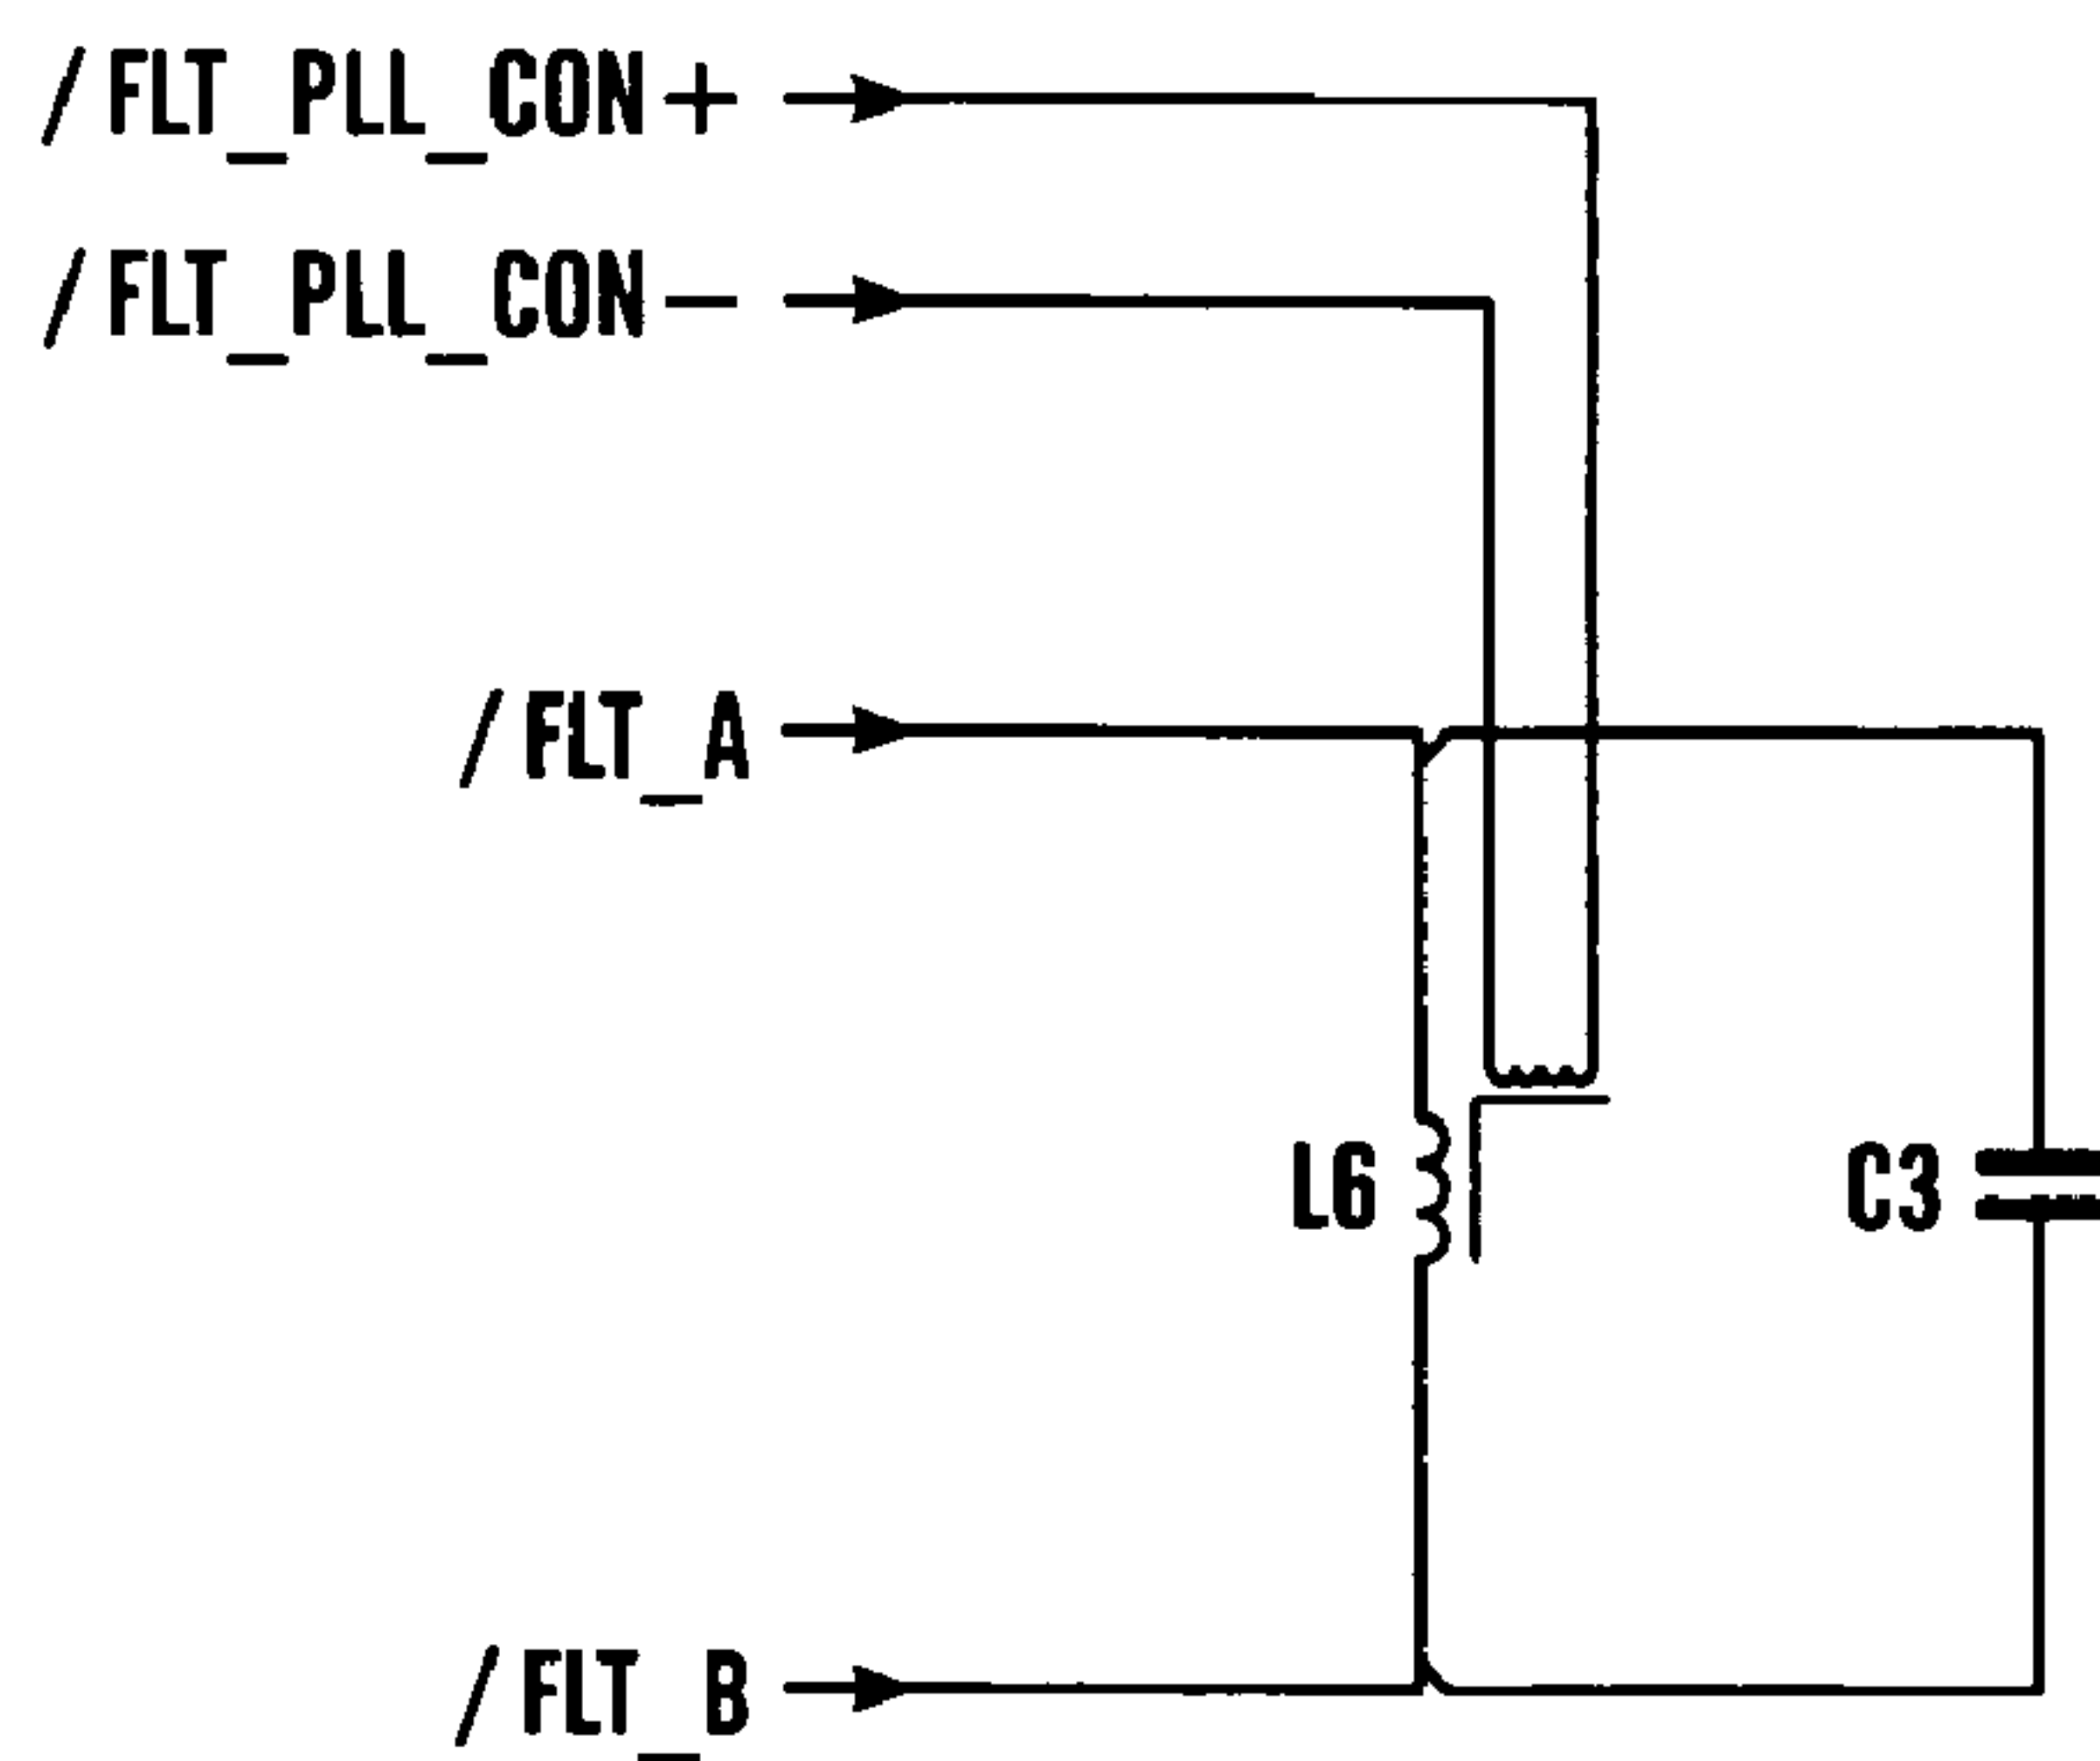 /FLT_PLL_CON+
/FLT_PLL_CON-
/FLT_A
L6
C3
/FLT_B